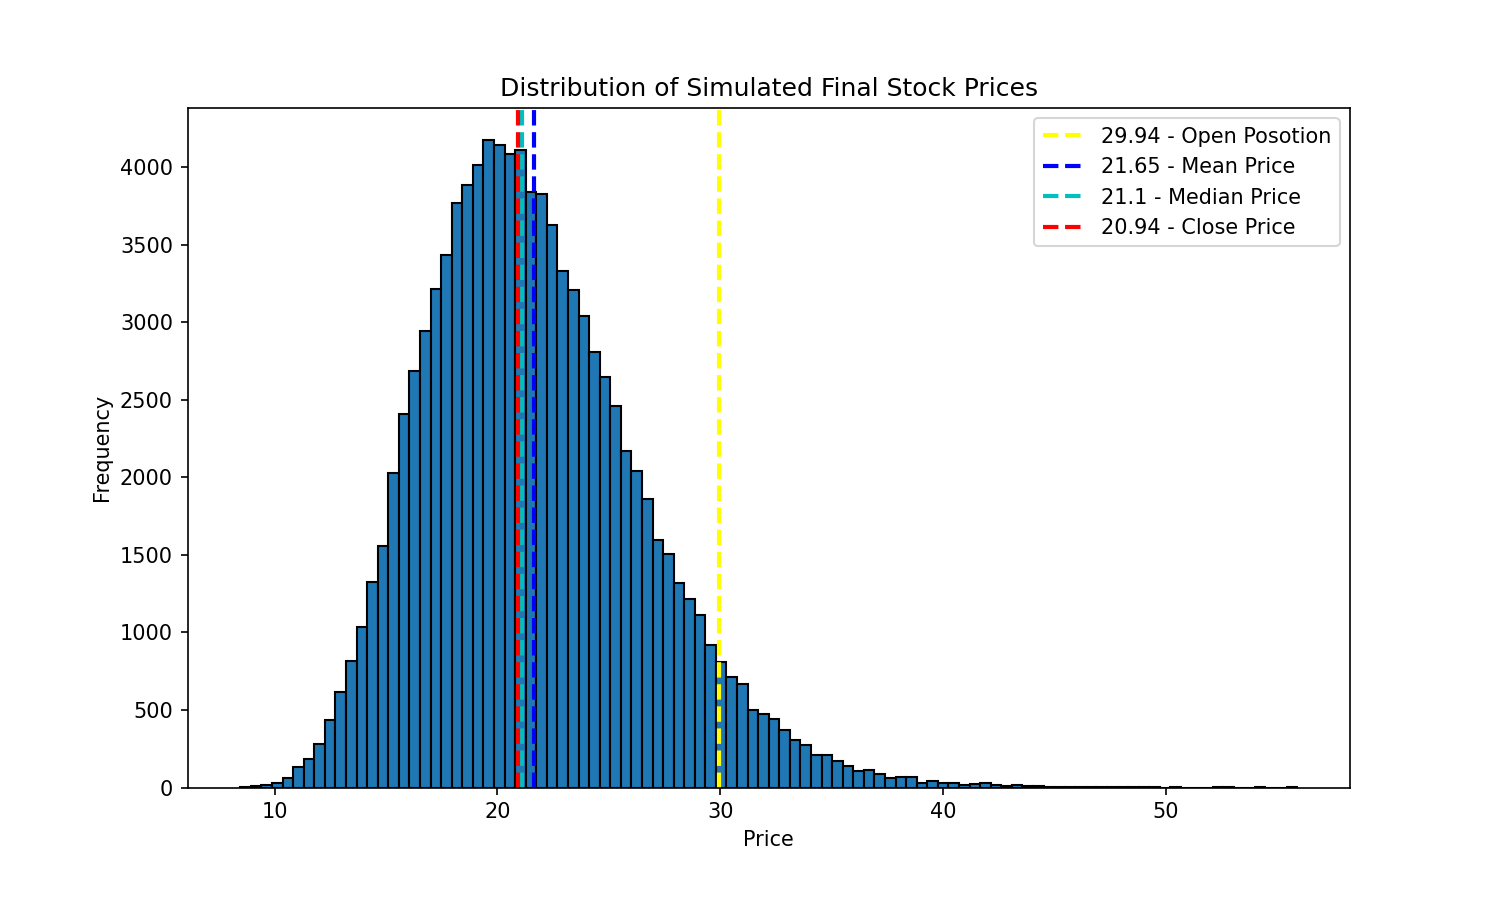 Distribution of Simulated Final Stock Prices
29.94 - Open Posotion
21.65 - Mean Price
21.1 - Median Price
20.94 - Close Price
Frequency
4000
3500
3000
2500
2000
1500
1000
500
0
10 20 30 40 50
Price